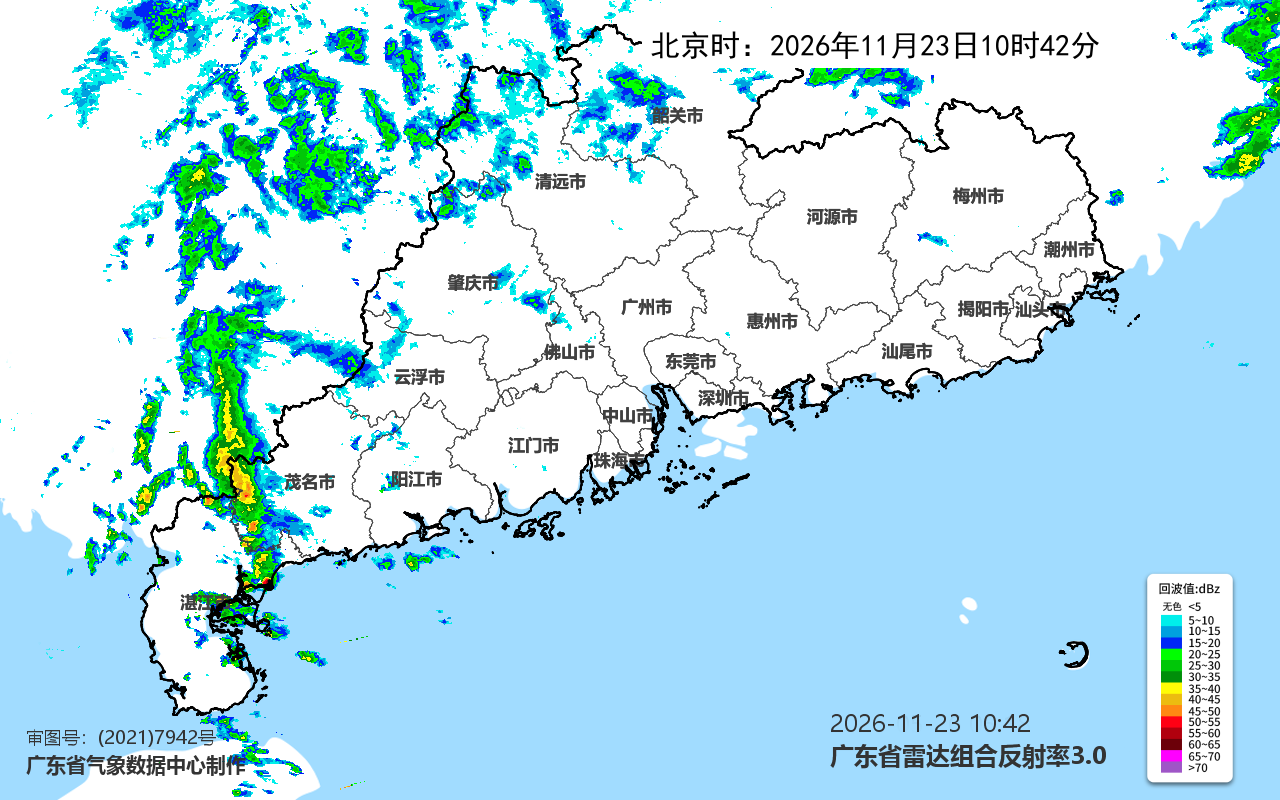 北京时：2026年11月23日10时42分
韶关市
清远市
梅州市
河源市
潮州市
肇庆市
广州市
揭阳市
汕头市
惠州市
佛山市
汕尾市
东莞市
云浮市
深圳市
中山市
江门市
珠海市
茂名市
阳江市
湛江市
回波值:dBz
无色 <5
5~10
10~15
15~20
20~25
25~30
30~35
35~40
40~45
45~50
50~55
55~60
60~65
65~70
>70
2026-11-23 10:42
广东省雷达组合反射率3.0
审图号：(2021)7942号
广东省气象数据中心制作